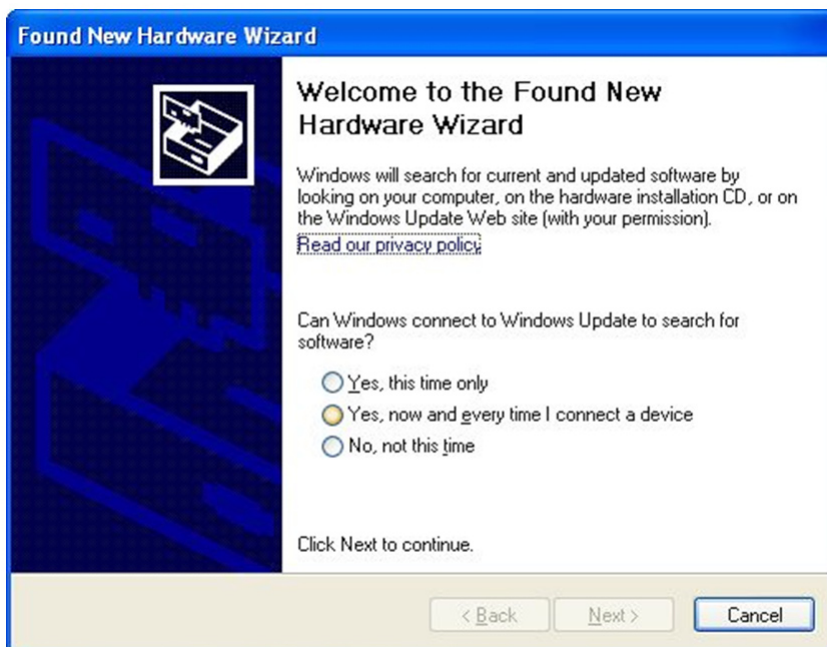 Found New Hardware Wizard
Welcome to the Found New
Hardware Wizard
Windows will search for current and updated software by
looking on your computer, on the hardware installation CD, or on
the Windows Update Web site (with your permission).
Read our privacy policy
Can Windows connect to Windows Update to search for
software?
Yes, this time only
Yes, now and every time I connect a device
No, not this time
Click Next to continue.
< Back Next > Cancel